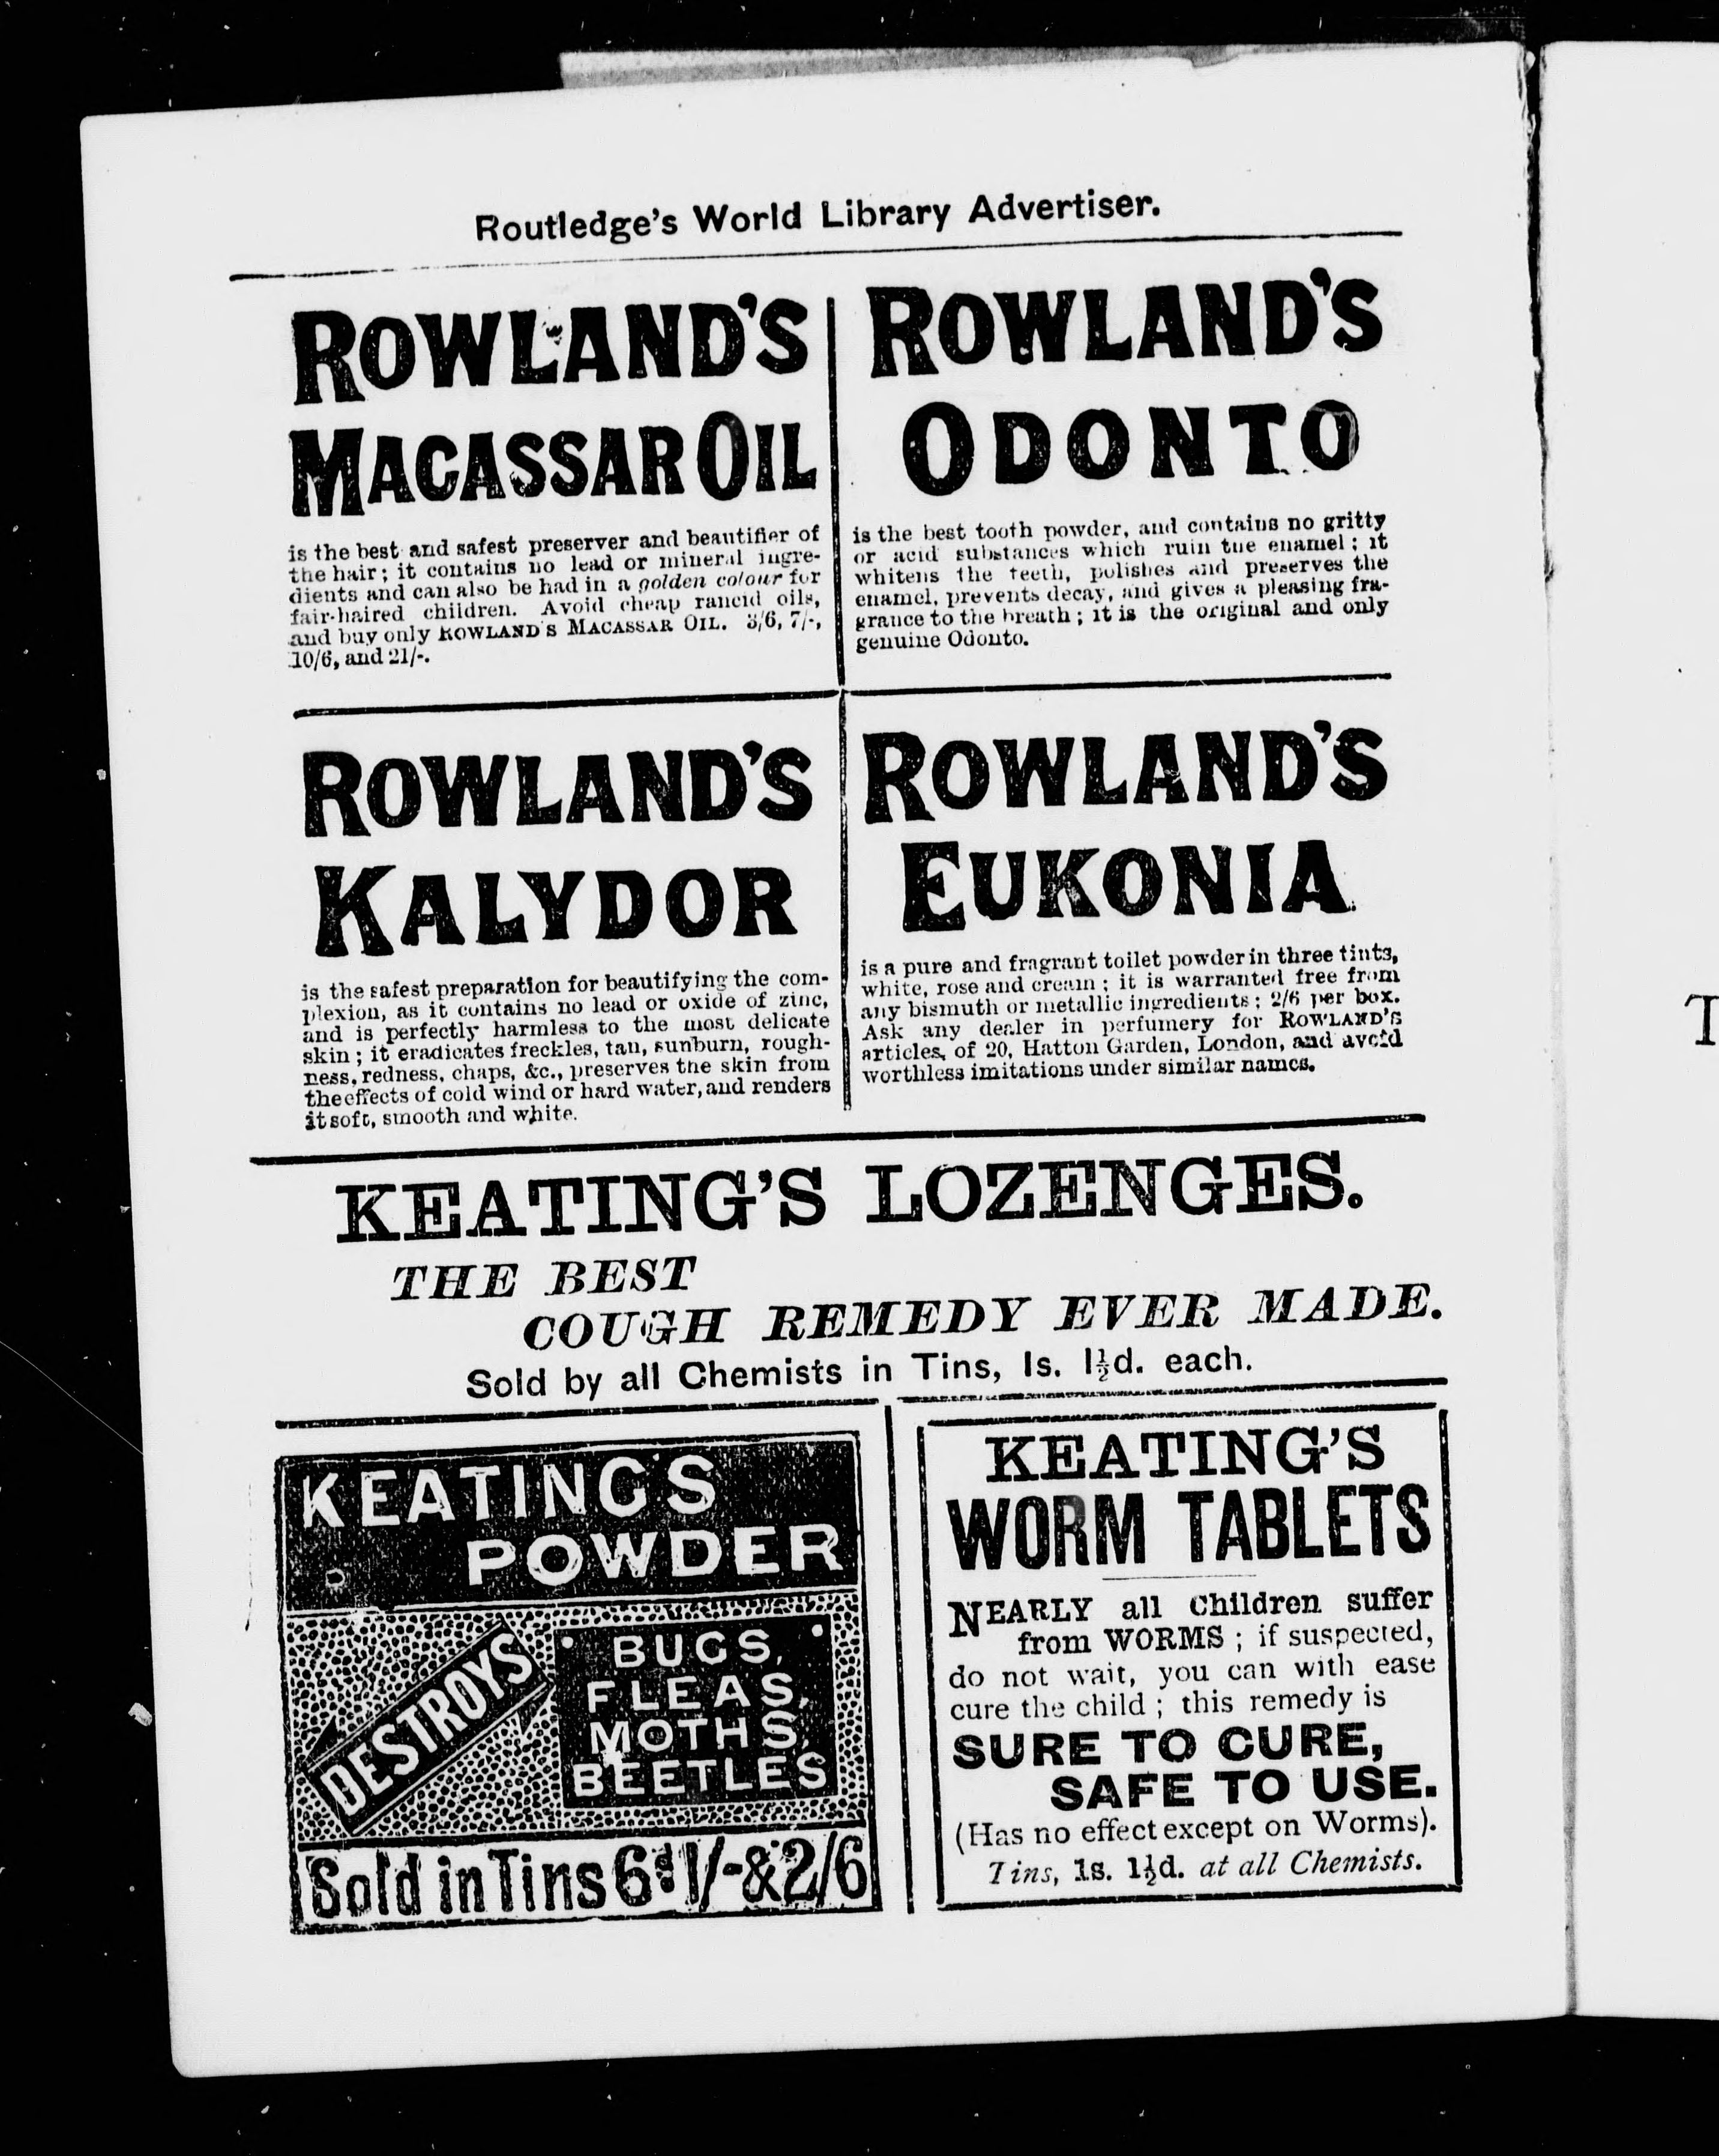 Routledge's World Library Advertiser.
ROWLAND'S
MACASSAR OIL
is the best and safest preserver and beautifier of
the hair; it contains no lead or mineral ingre-
dients and can also be had in a golden colour for
fair-haired children. Avoid cheap rancid oils,
and buy only ROWLAND'S MACASSAR OIL. 3/6, 7/-,
10/6, and 21/-.
ROWLAND'S
ODONTO
is the best tooth powder, and contains no gritty
or acid substances which ruin the enamel; it
whitens the teeth, polishes and preserves the
enamel, prevents decay, and gives a pleasing fra-
grance to the breath; it is the original and only
genuine Odonto.
ROWLAND'S
KALYDOR
is the safest preparation for beautifying the com-
plexion, as it contains no lead or oxide of zinc,
and is perfectly harmless to the most delicate
skin; it eradicates freckles, tan, sunburn, rough-
ness, redness, chaps, &c., preserves the skin from
the effects of cold wind or hard water, and renders
it soft, smooth and white.
ROWLAND'S
EUKONIA
is a pure and fragrant toilet powder in three tints,
white, rose and cream; it is warranted free from
any bismuth or metallic ingredients; 2/6 per box.
Ask any dealer in perfumery for ROWLAND'S
articles, of 20, Hatton Garden, London, and avoid
worthless imitations under similar names.
KEATING'S LOZENGES.
THE BEST
COUGH REMEDY EVER MADE.
Sold by all Chemists in Tins, 1s. 1½d. each.
KEATING'S
POWDER
DESTROYS
BUGS,
FLEAS,
MOTHS,
BEETLES
Sold in Tins 6d 1/- & 2/6
KEATING'S
WORM TABLETS
NEARLY all Children suffer
from WORMS; if suspected,
do not wait, you can with ease
cure the child; this remedy is
SURE TO CURE,
SAFE TO USE.
(Has no effect except on Worms).
Tins, 1s. 1½d. at all Chemists.
T